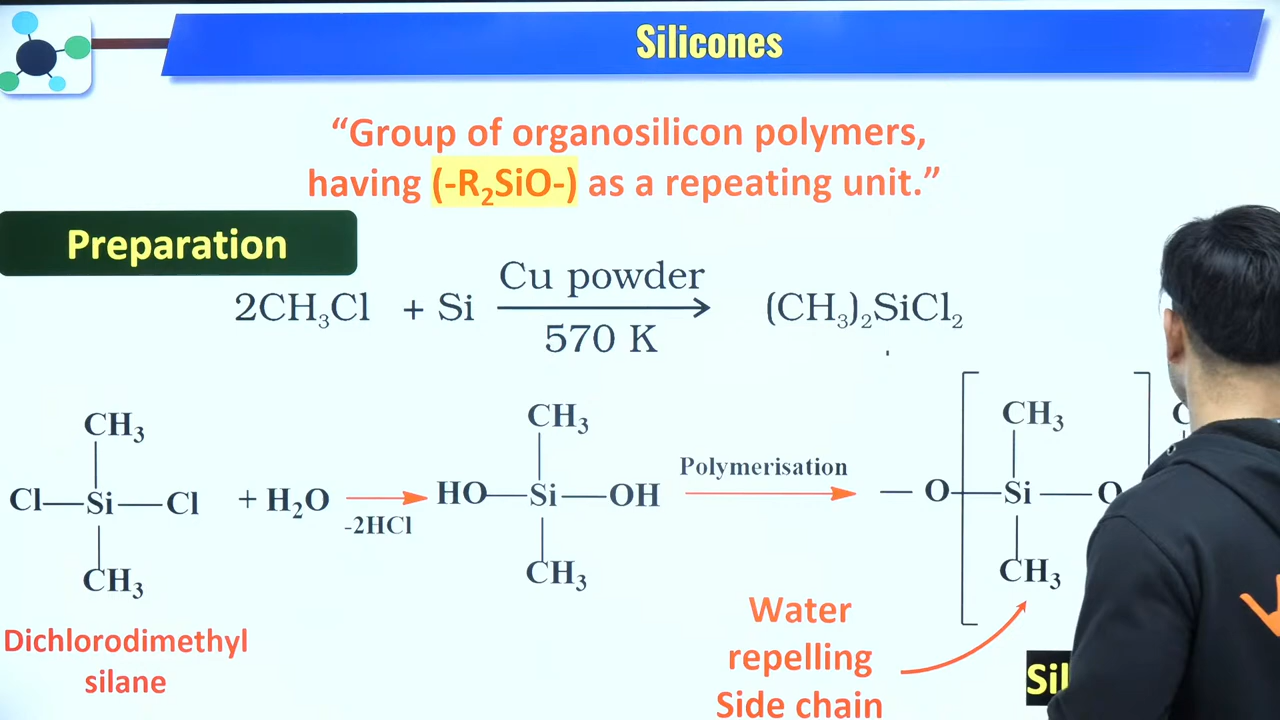 Silicones
“Group of organosilicon polymers,
having (-R₂SiO-) as a repeating unit.”
Preparation
2CH₃Cl + Si
Cu powder
570 K
(CH₃)₂SiCl₂
CH₃
Cl—Si—Cl
CH₃
+ H₂O
-2HCl
CH₃
HO—Si—OH
CH₃
Polymerisation
— O—Si—O
CH₃
CH₃
Dichlorodimethyl
silane
Water
repelling
Side chain